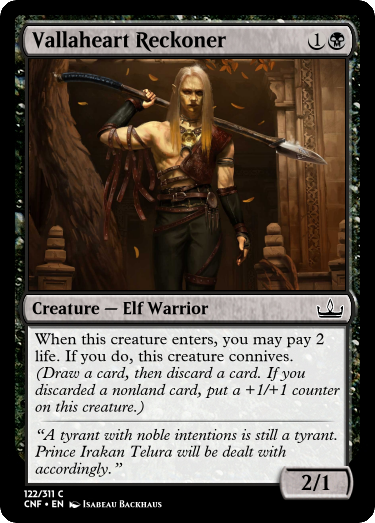 Vallaheart Reckoner 1
Creature — Elf Warrior
When this creature enters, you may pay 2
life. If you do, this creature connives.
(Draw a card, then discard a card. If you
discarded a nonland card, put a +1/+1 counter
on this creature.)
“A tyrant with noble intentions is still a tyrant.
Prince Irakan Telura will be dealt with
accordingly.”
2/1
122/311 C
CNF • EN Isabeau Backhaus